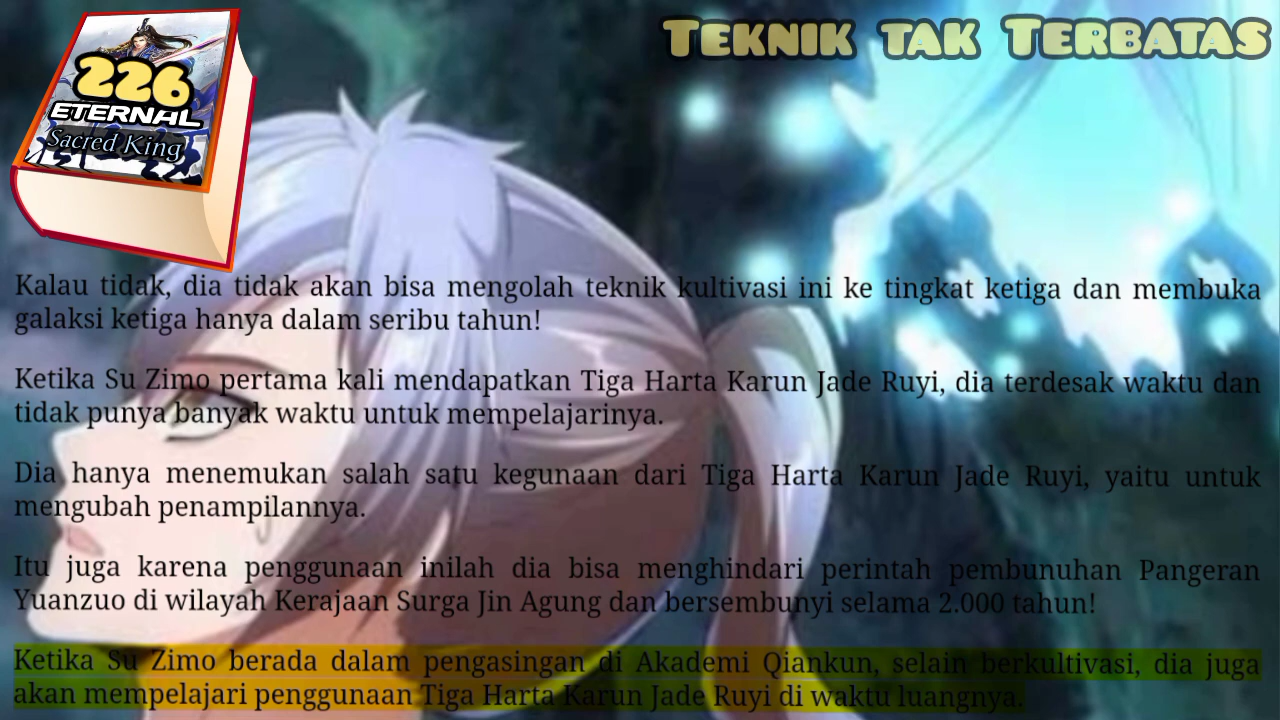 Teknik tak Terbatas
226
ETERNAL
Sacred King
Kalau tidak, dia tidak akan bisa mengolah teknik kultivasi ini ke tingkat ketiga dan membuka
galaksi ketiga hanya dalam seribu tahun!
Ketika Su Zimo pertama kali mendapatkan Tiga Harta Karun Jade Ruyi, dia terdesak waktu dan
tidak punya banyak waktu untuk mempelajarinya.
Dia hanya menemukan salah satu kegunaan dari Tiga Harta Karun Jade Ruyi, yaitu untuk
mengubah penampilannya.
Itu juga karena penggunaan inilah dia bisa menghindari perintah pembunuhan Pangeran
Yuanzuo di wilayah Kerajaan Surga Jin Agung dan bersembunyi selama 2.000 tahun!
Ketika Su Zimo berada dalam pengasingan di Akademi Qiankun, selain berkultivasi, dia juga
akan mempelajari penggunaan Tiga Harta Karun Jade Ruyi di waktu luangnya.